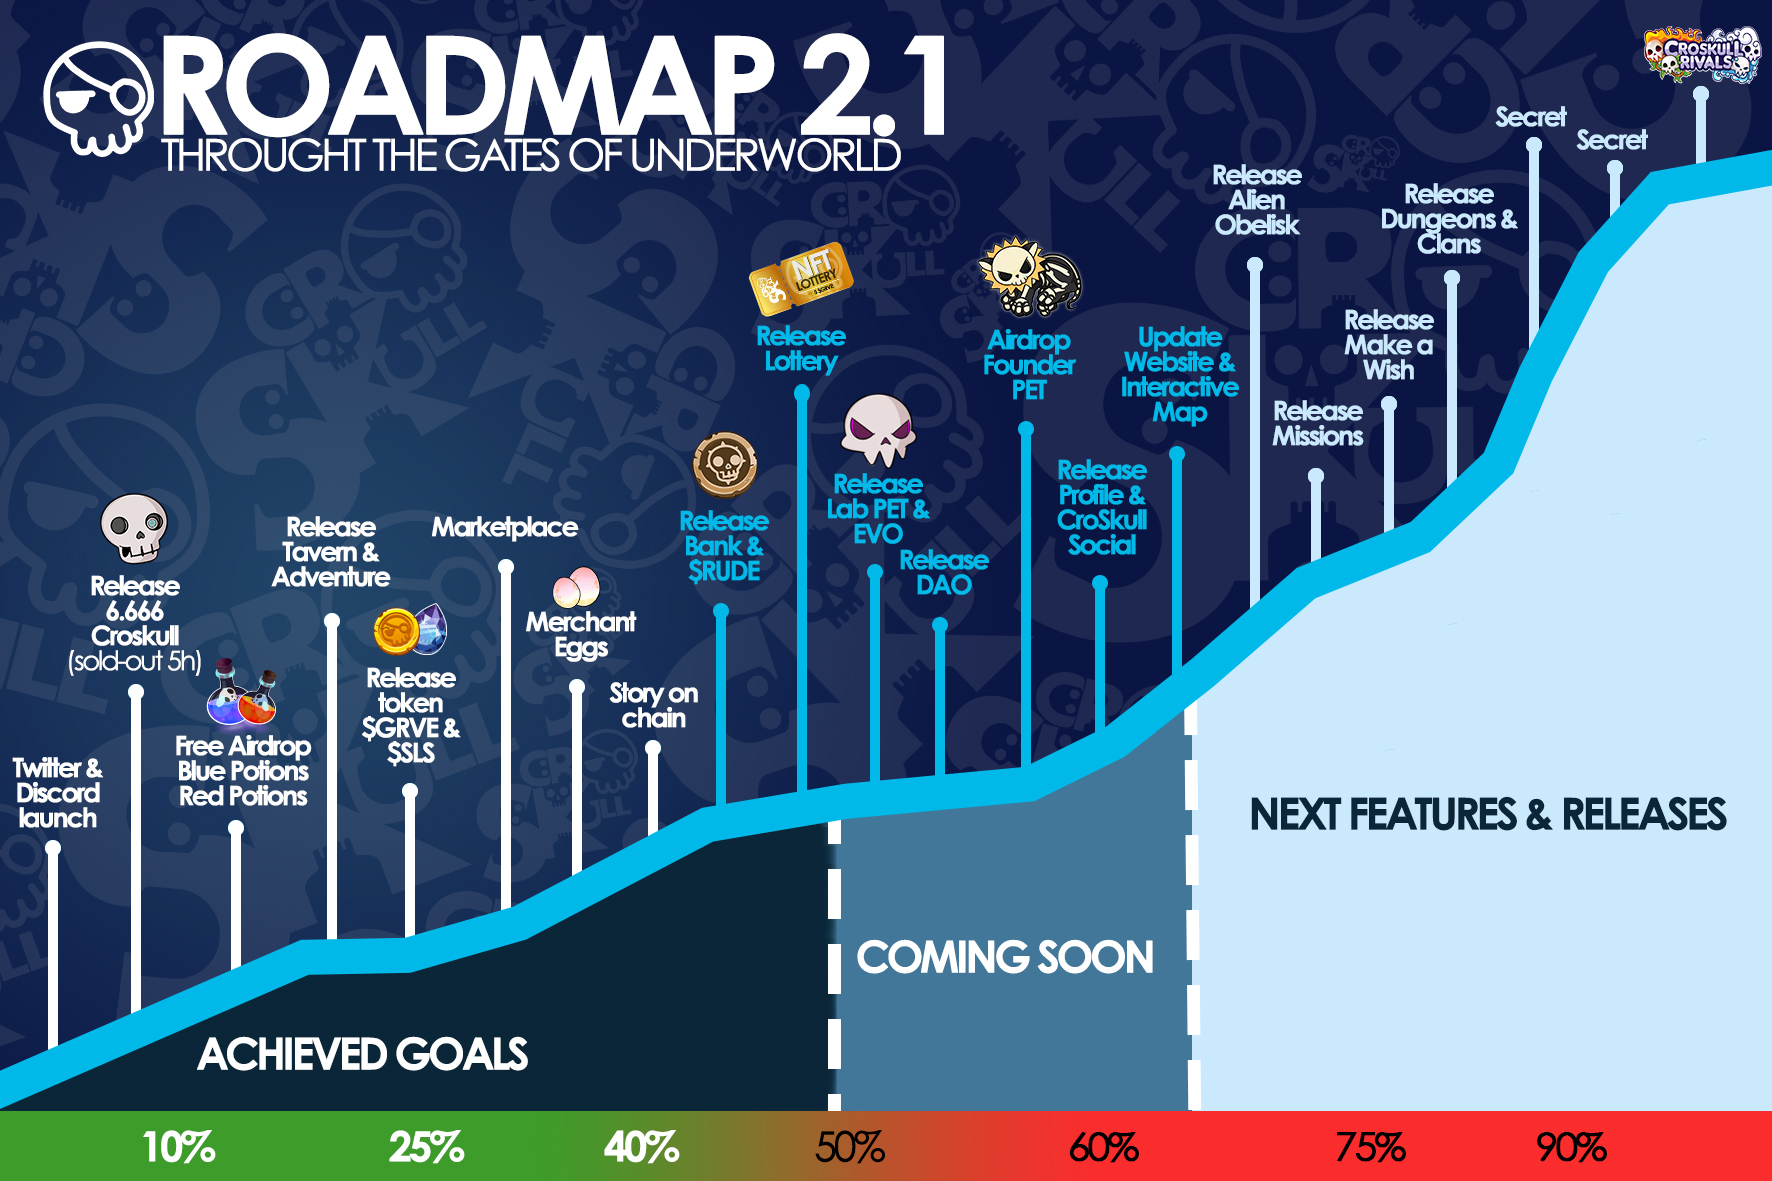 ROADMAP 2.1
THROUGHT THE GATES OF UNDERWORLD
CROSKULL
RIVALS
Twitter &
Discord
launch
Release
6.666
Croskull
(sold-out 5h)
Free Airdrop
Blue Potions
Red Potions
Release
Tavern &
Adventure
Release
token
$GRVE &
$SLS
Marketplace
Merchant
Eggs
Story on
chain
Release
Bank &
$RUDE
NFT
LOTTERY
Release
Lottery
Release
Lab PET &
EVO
Release
DAO
Airdrop
Founder
PET
Release
Profile &
CroSkull
Social
Update
Website &
Interactive
Map
Release
Alien
Obelisk
Release
Missions
Release
Make a
Wish
Release
Dungeons &
Clans
Secret
Secret
ACHIEVED GOALS
COMING SOON
NEXT FEATURES & RELEASES
10%
25%
40%
50%
60%
75%
90%